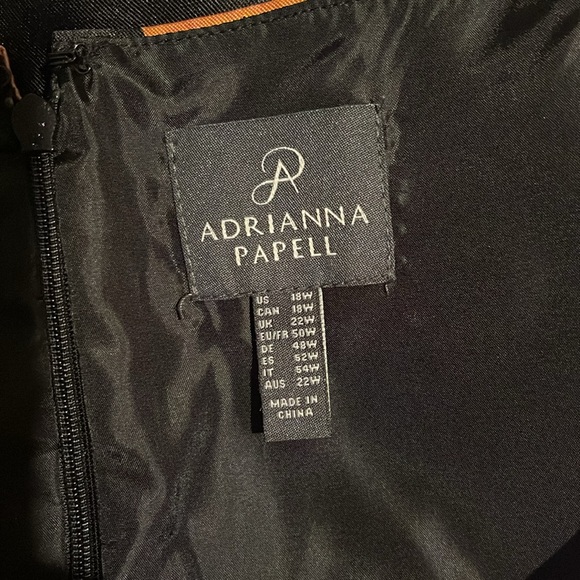 ADRIANNA
PAPELL
US 18W
CAN 18W
UK 22W
EU/FR 50W
DE 48W
ES 52W
IT 54W
AUS 22W
MADE IN
CHINA